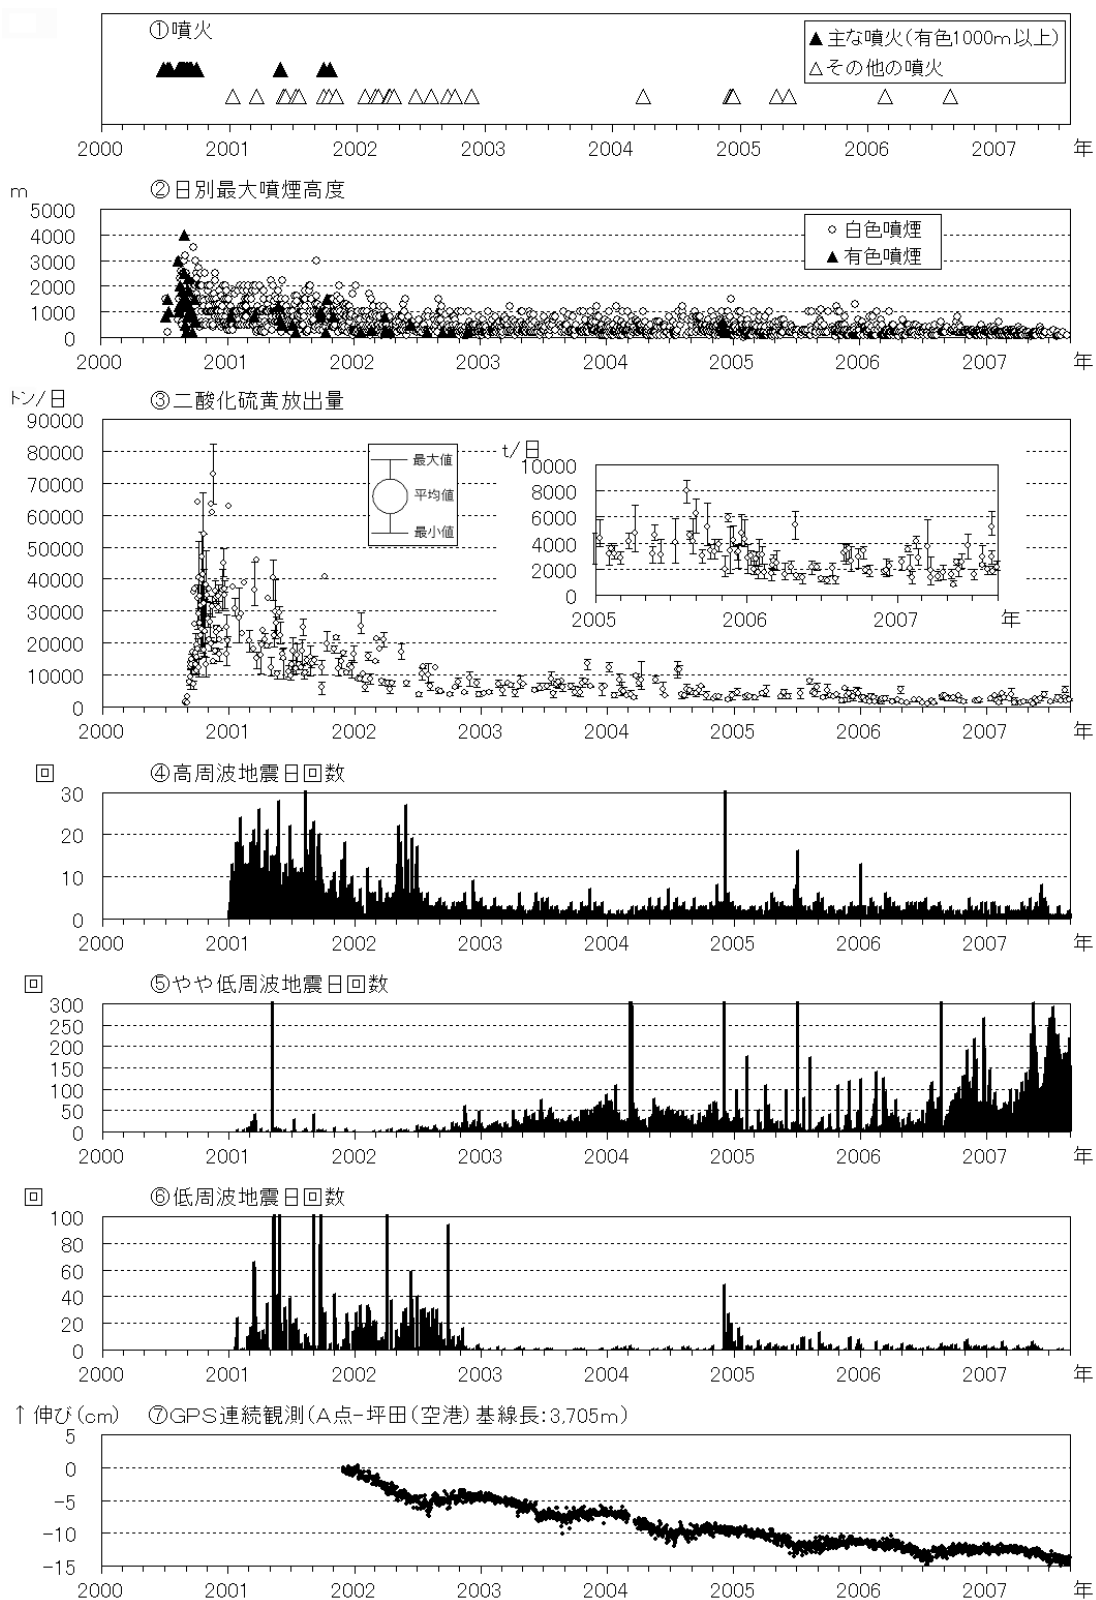 ①噴火
▲主な噴火(有色1000m以上)
△その他の噴火
2000 2001 2002 2003 2004 2005 2006 2007 年
m ②日別最大噴煙高度
5000
4000
3000
2000
1000
0
○ 白色噴煙
▲ 有色噴煙
2000 2001 2002 2003 2004 2005 2006 2007 年
トン/日 ③二酸化硫黄放出量
90000
80000
70000
60000
50000
40000
30000
20000
10000
0
最大値
平均値
最小値
t/日
10000
8000
6000
4000
2000
0
2005 2006 2007 年
2000 2001 2002 2003 2004 2005 2006 2007 年
回 ④高周波地震日回数
30
20
10
0
2000 2001 2002 2003 2004 2005 2006 2007 年
回 ⑤やや低周波地震日回数
300
250
200
150
100
50
0
2000 2001 2002 2003 2004 2005 2006 2007 年
回 ⑥低周波地震日回数
100
80
60
40
20
0
2000 2001 2002 2003 2004 2005 2006 2007 年
↑伸び(cm) ⑦GPS連続観測(A点-坪田(空港)基線長:3,705m)
5
0
-5
-10
-15
2000 2001 2002 2003 2004 2005 2006 2007 年